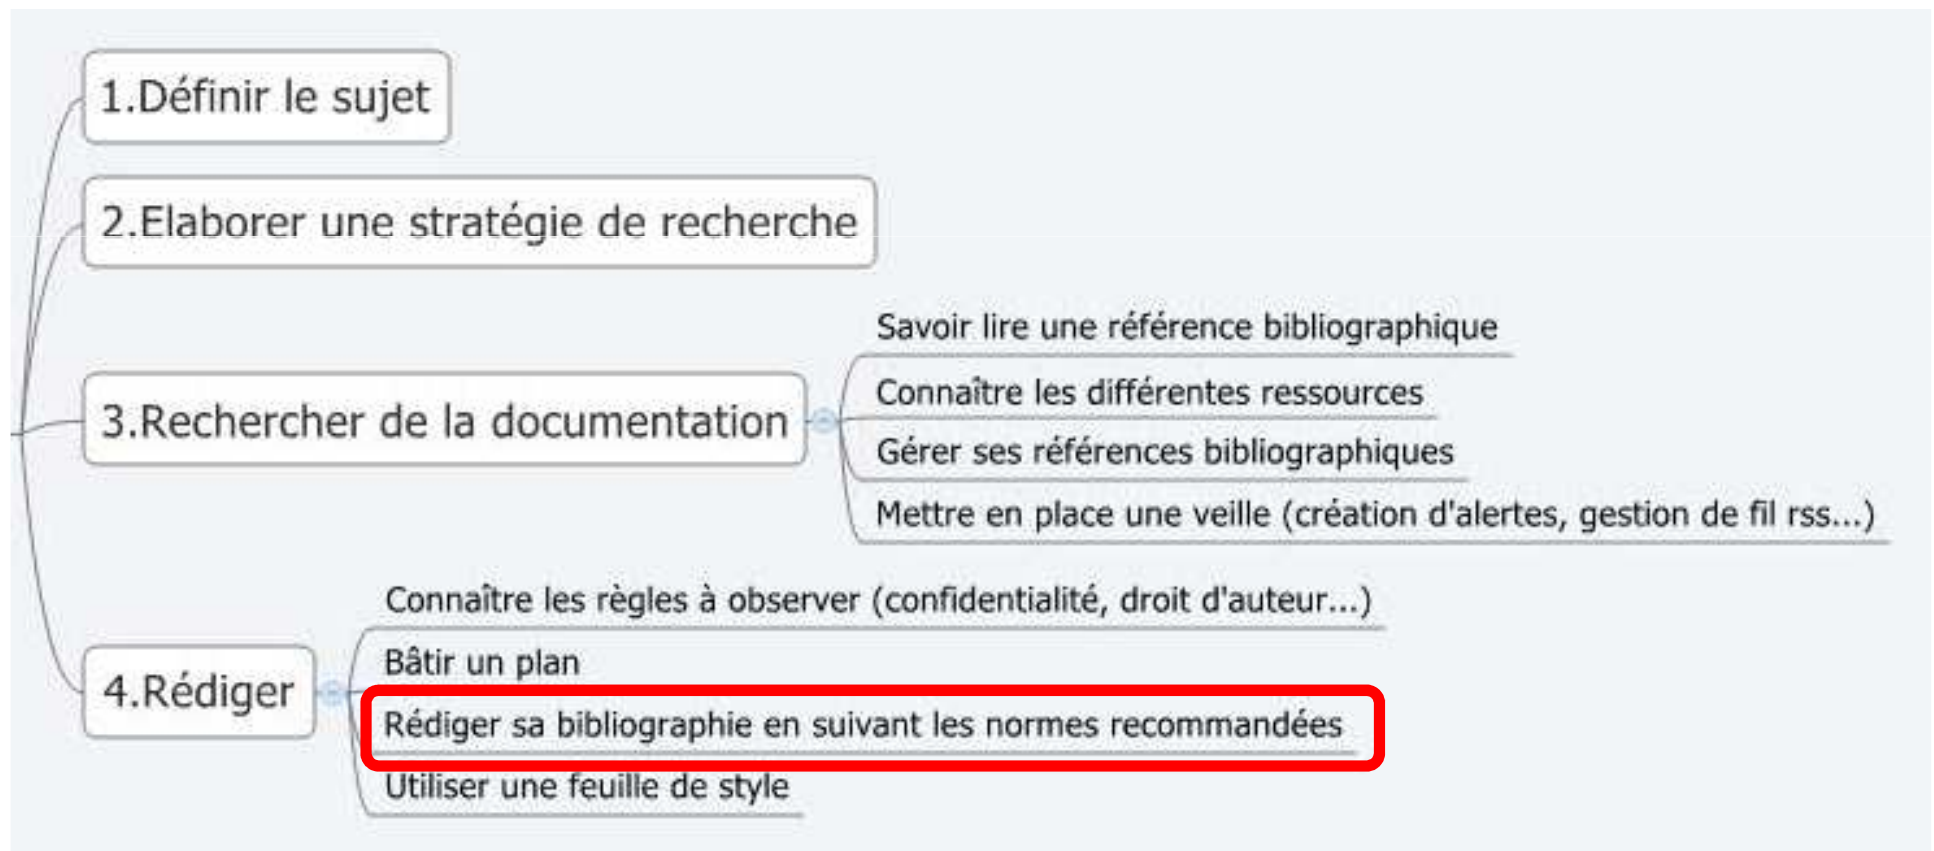 1.Définir le sujet
2.Elaborer une stratégie de recherche
3.Rechercher de la documentation
Savoir lire une référence bibliographique
Connaître les différentes ressources
Gérer ses références bibliographiques
Mettre en place une veille (création d'alertes, gestion de fil rss...)
4.Rédiger
Connaître les règles à observer (confidentialité, droit d'auteur...)
Bâtir un plan
Rédiger sa bibliographie en suivant les normes recommandées
Utiliser une feuille de style